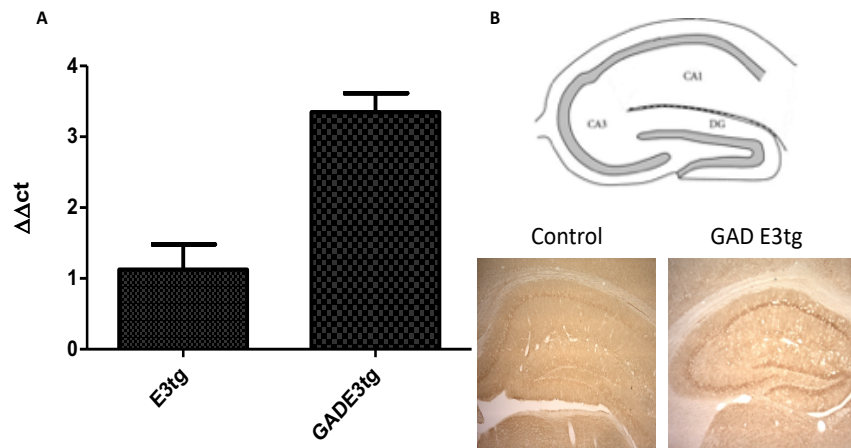 A
ΔΔct
4
3
2
1
0
E3tg
GADE3tg
B
CA1
CA3
DG
Control
GAD E3tg